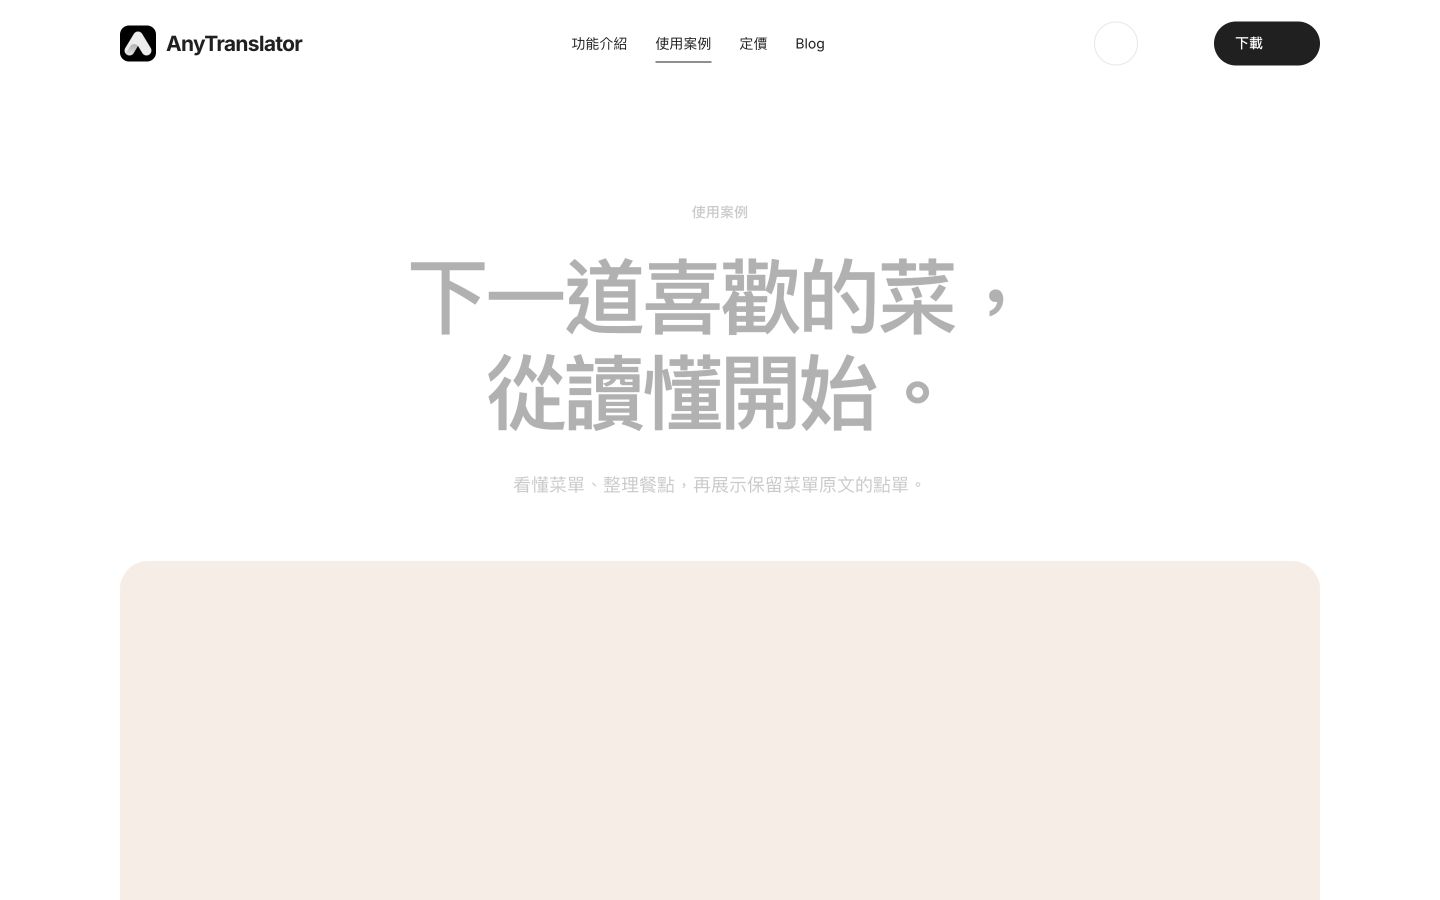 AnyTranslator
功能介紹
使用案例
定價
Blog
下載
使用案例
下一道喜歡的菜，
從讀懂開始。
看懂菜單、整理餐點，再展示保留菜單原文的點單。